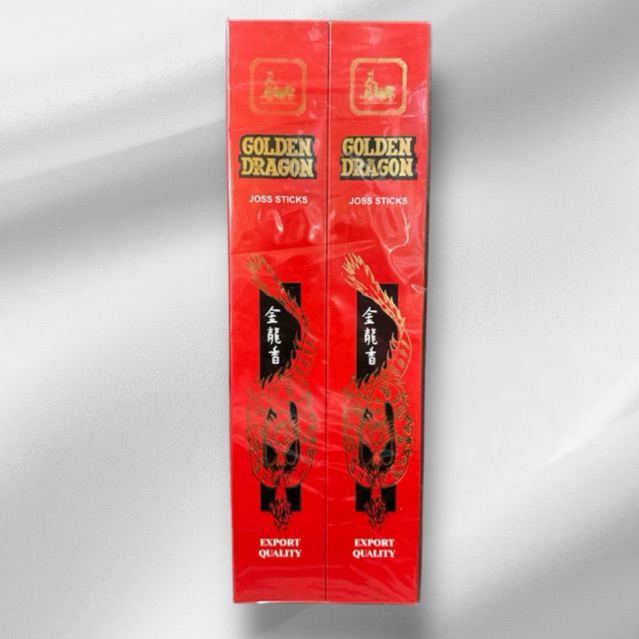 GOLDEN
DRAGON
JOSS STICKS
金龍香
EXPORT
QUALITY
GOLDEN
DRAGON
JOSS STICKS
金龍香
EXPORT
QUALITY